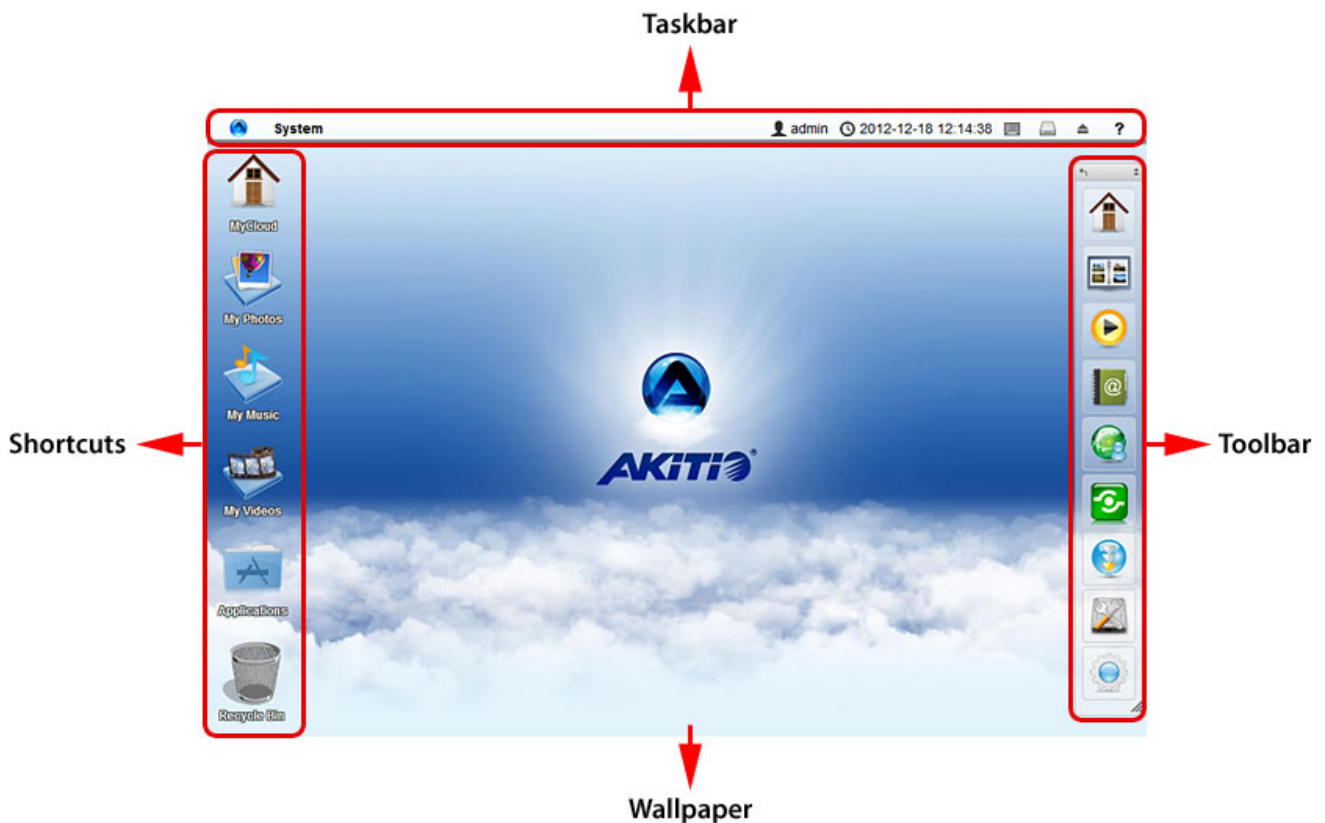 Taskbar
System admin 2012-12-18 12:14:38 ?
MyCloud
My Photos
My Music
My Videos
Applications
Recycle Bin
Shortcuts
AKiTiO®
@
Toolbar
Wallpaper